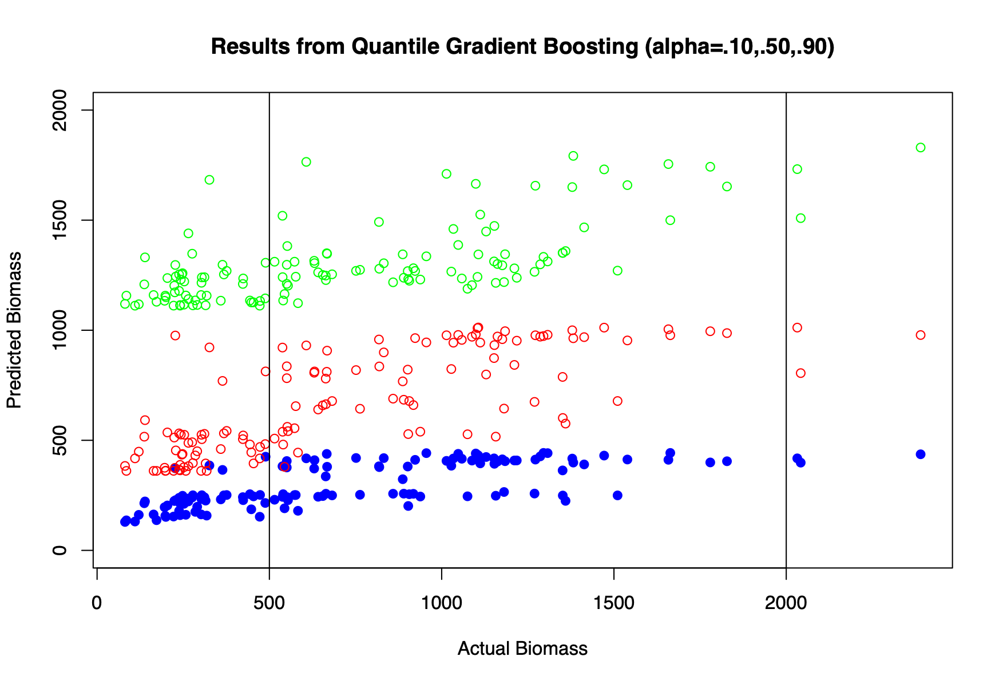 Results from Quantile Gradient Boosting (alpha=.10,.50,.90)
2000
1500
1000
500
0
Predicted Biomass
0 500 1000 1500 2000
Actual Biomass